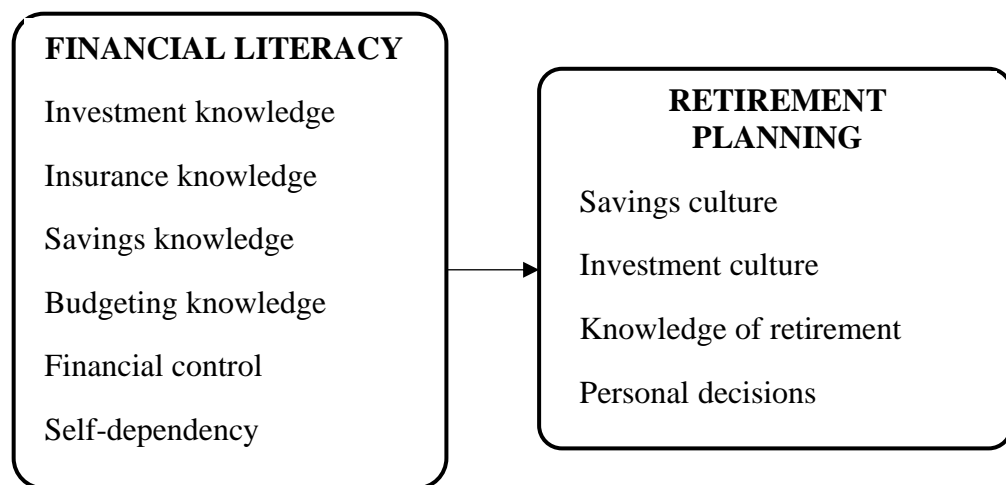 FINANCIAL LITERACY
Investment knowledge
Insurance knowledge
Savings knowledge
Budgeting knowledge
Financial control
Self-dependency
RETIREMENT
PLANNING
Savings culture
Investment culture
Knowledge of retirement
Personal decisions